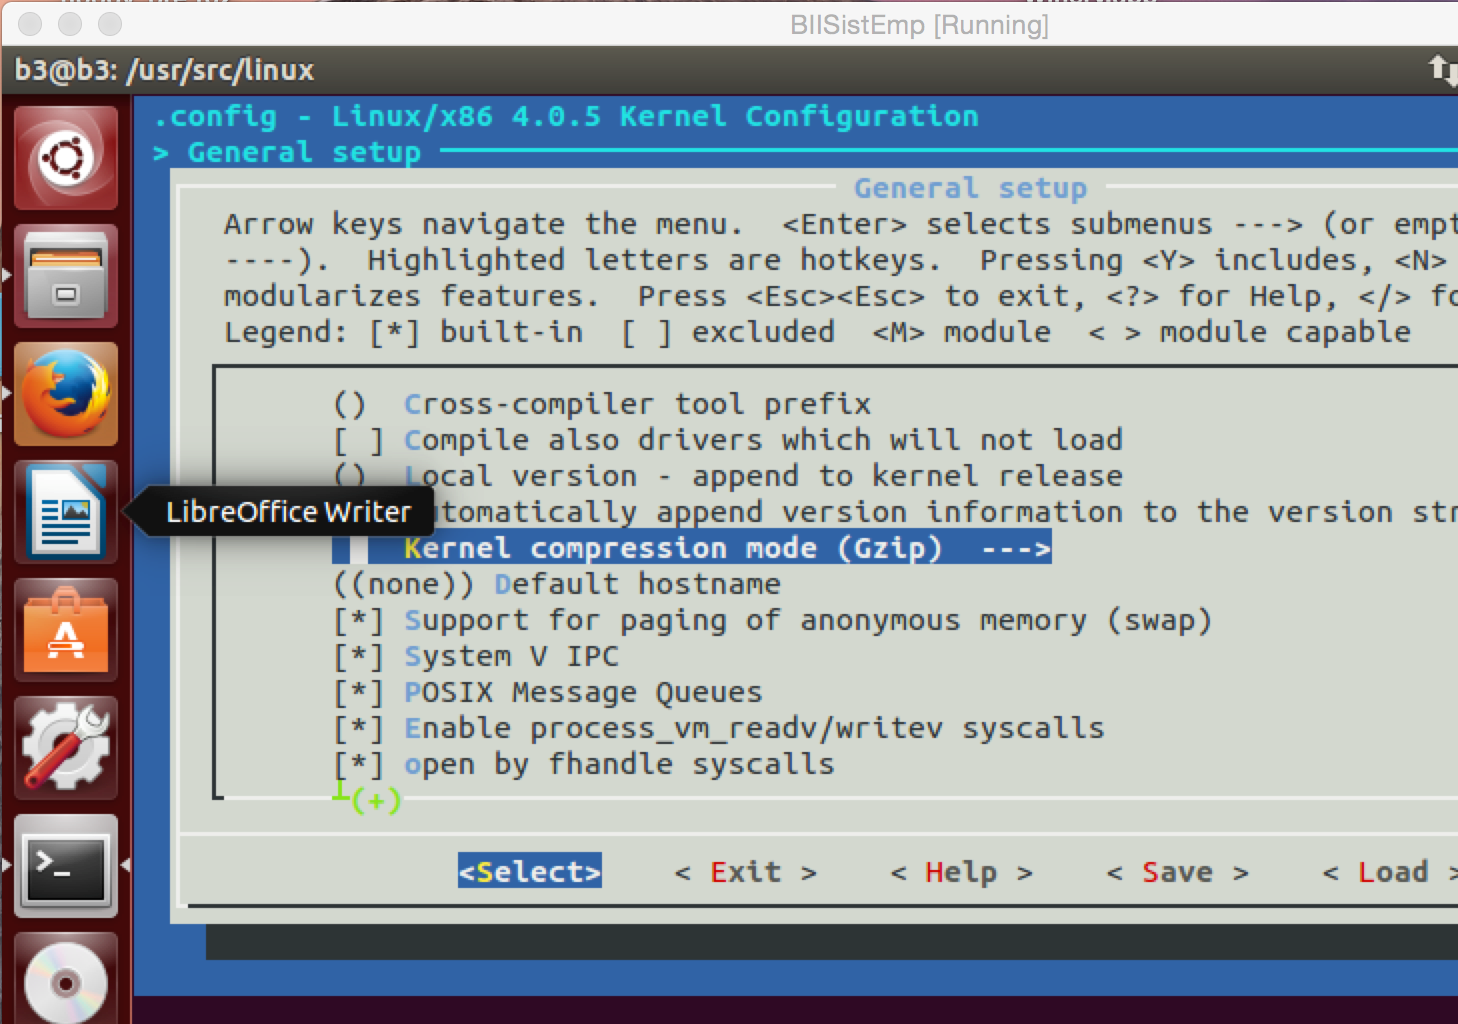 BIISistEmp [Running]
b3@b3: /usr/src/linux
.config - Linux/x86 4.0.5 Kernel Configuration
> General setup
General setup
Arrow keys navigate the menu.  <Enter> selects submenus ---> (or empt
----).  Highlighted letters are hotkeys.  Pressing <Y> includes, <N>
modularizes features.  Press <Esc><Esc> to exit, <?> for Help, </> fo
Legend: [*] built-in  [ ] excluded  <M> module  < > module capable
()  Cross-compiler tool prefix
[ ] Compile also drivers which will not load
()  Local version - append to kernel release
LibreOffice Writer
utomatically append version information to the version str
Kernel compression mode (Gzip)  --->
((none)) Default hostname
[*] Support for paging of anonymous memory (swap)
[*] System V IPC
[*] POSIX Message Queues
[*] Enable process_vm_readv/writev syscalls
[*] open by fhandle syscalls
(+)
<Select>    < Exit >    < Help >    < Save >    < Load >